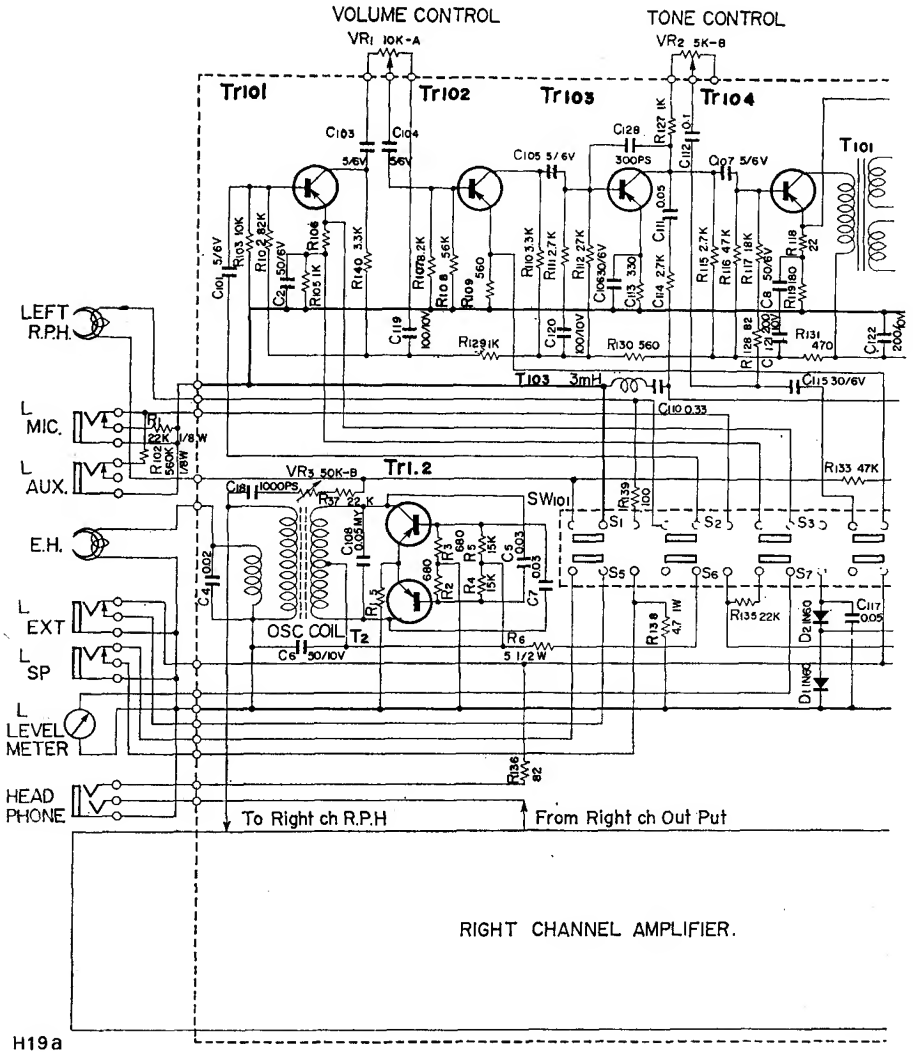 VOLUME CONTROL
VR1 10K-A
TONE CONTROL
VR2 5K-B
Tr101
Tr102
Tr103
Tr104
C103
5/6V
C104
5/6V
C105 5/6V
C128
300PS
R127 1K
C112 0.1
C107 5/6V
T101
C101 5/6V
R103 10K
R102 82K
C2 50/6V
R105 1K
R106
R140 3.3K
C119
100/10V
R107 8.2K
R108 56K
R109 560
R110 3.3K
R111 2.7K
R112 27K
C106 30/6V
C113 330
C111 0.05
C114 2.7K
R115 2.7K
R116 47K
R117 18K
C8 50/6V
R118
22
R119 180
R129 1K
C120
100/10V
R130 560
R128 82
C121 200
10V
R131
470
C122
200/10V
LEFT
R.P.H.
T103 3mH
C110 0.33
C115 30/6V
L
MIC.
R1
22K 1/8W
R102
560K
1/8W
L
AUX.
C18 1000PS
VR3 50K-B
R37 22K
Tr1.2
SW101
R139
100
R133 47K
E.H.
C4 0.02
C108
0.05 MY
R3 680
680
R2
R5
15K
R4
15K
C5
0.03
0.03
C7
R1 1.5
S1
S2
S3
S5
S6
S7
L
EXT
OSC COIL
T2
C6 50/10V
R6
5 1/2W
R138
4.7 1W
R135 22K
D2 1N60
D1 1N60
C117
0.05
L
SP
L
LEVEL
METER
R136
82
HEAD
PHONE
To Right ch R.P.H
From Right ch Out Put
RIGHT CHANNEL AMPLIFIER.
H19a